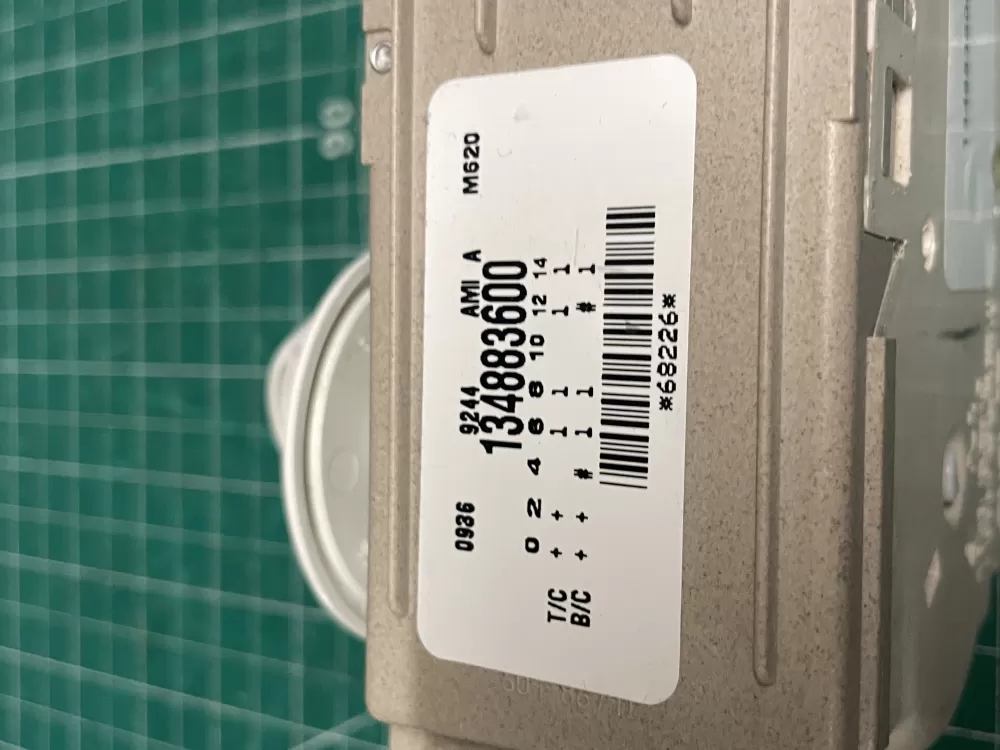 0936 9244 AMI A M620
134883600
0 2 4 6 8 10 12 14
T/C + + 1 1 1 1
B/C + + # 1 1 # 1
*68226*
90